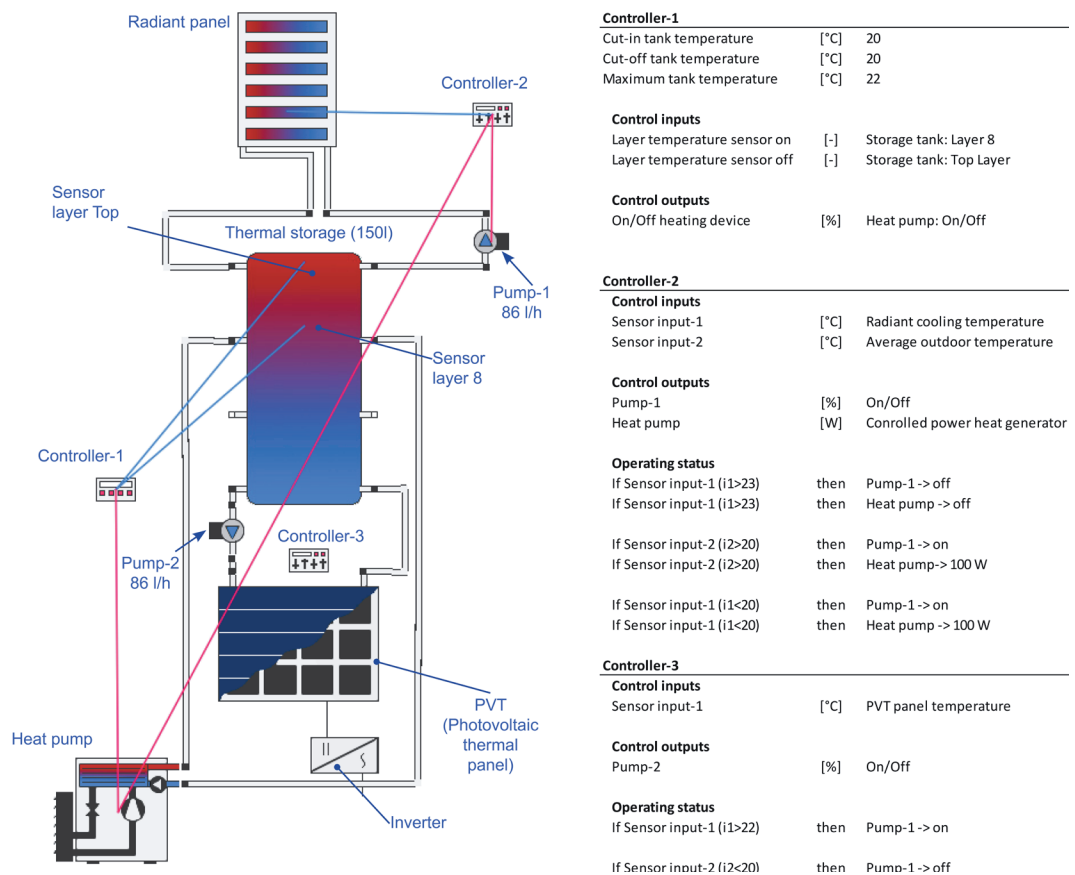 Radiant panel
Controller-2
Sensor
layer Top
Thermal storage (150l)
Pump-1
86 l/h
Sensor
layer 8
Controller-1
Controller-3
Pump-2
86 l/h
PVT
(Photovoltaic
thermal
panel)
Heat pump
Inverter
Controller-1
Cut-in tank temperature [°C] 20
Cut-off tank temperature [°C] 20
Maximum tank temperature [°C] 22
Control inputs
Layer temperature sensor on [-] Storage tank: Layer 8
Layer temperature sensor off [-] Storage tank: Top Layer
Control outputs
On/Off heating device [%] Heat pump: On/Off
Controller-2
Control inputs
Sensor input-1 [°C] Radiant cooling temperature
Sensor input-2 [°C] Average outdoor temperature
Control outputs
Pump-1 [%] On/Off
Heat pump [W] Conrolled power heat generator
Operating status
If Sensor input-1 (i1>23) then Pump-1 -> off
If Sensor input-1 (i1>23) then Heat pump -> off
If Sensor input-2 (i2>20) then Pump-1 -> on
If Sensor input-2 (i2>20) then Heat pump-> 100 W
If Sensor input-1 (i1<20) then Pump-1 -> on
If Sensor input-1 (i1<20) then Heat pump -> 100 W
Controller-3
Control inputs
Sensor input-1 [°C] PVT panel temperature
Control outputs
Pump-2 [%] On/Off
Operating status
If Sensor input-1 (i1>22) then Pump-1 -> on
If Sensor input-2 (i2<20) then Pump-1 -> off